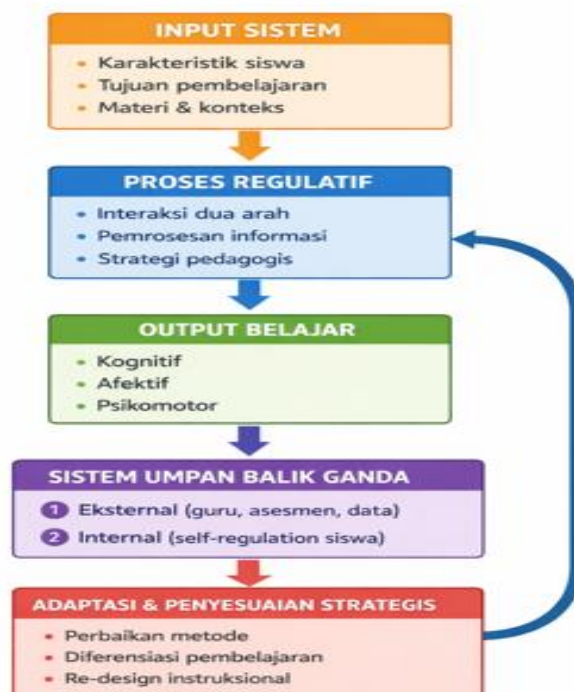 INPUT SISTEM
• Karakteristik siswa
• Tujuan pembelajaran
• Materi & konteks
PROSES REGULATIF
• Interaksi dua arah
• Pemrosesan informasi
• Strategi pedagogis
OUTPUT BELAJAR
• Kognitif
• Afektif
• Psikomotor
SISTEM UMPAN BALIK GANDA
1 Eksternal (guru, asesmen, data)
2 Internal (self-regulation siswa)
ADAPTASI & PENYESUAIAN STRATEGIS
• Perbaikan metode
• Diferensiasi pembelajaran
• Re-design instruksional